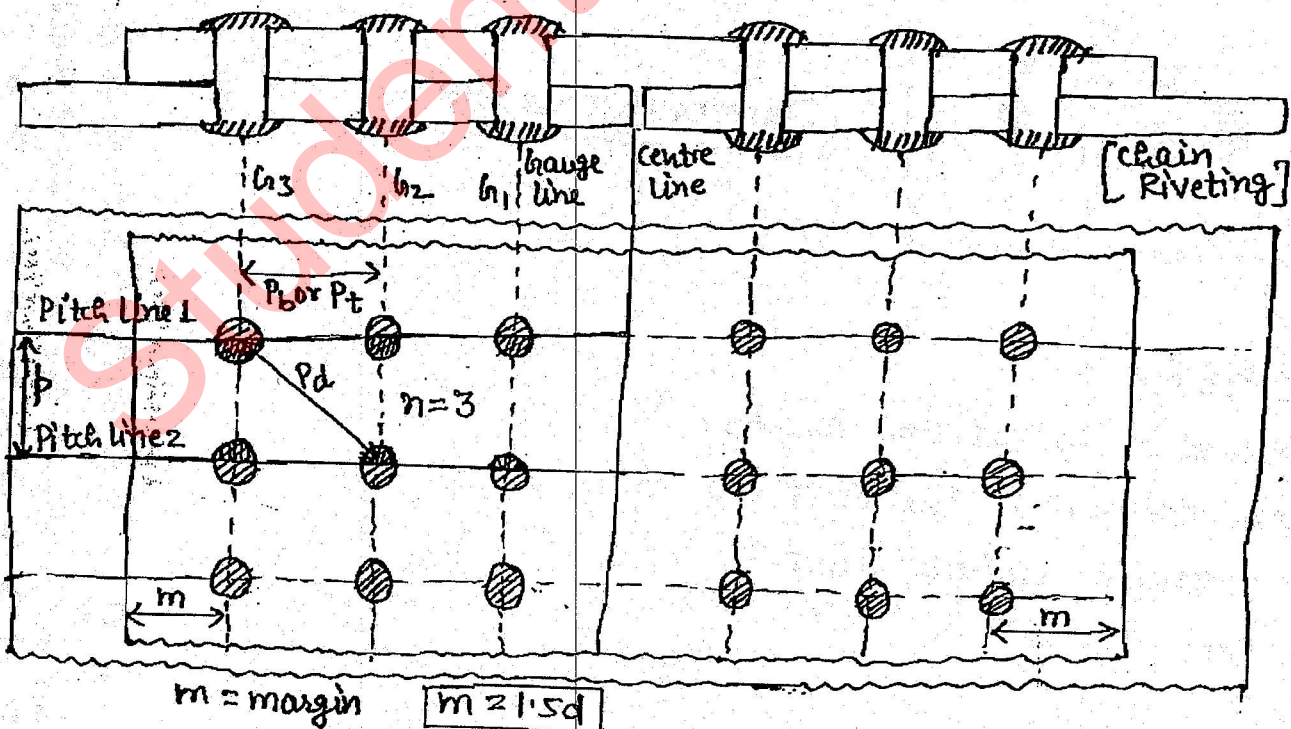 Student
G3
G2
G1
Gauge
line
Centre
line
[Chain
Riveting]
Pb or Pt
Pitch line 1
p
Pd
n=3
Pitch line 2
m
m
m = margin
m = 1.5d